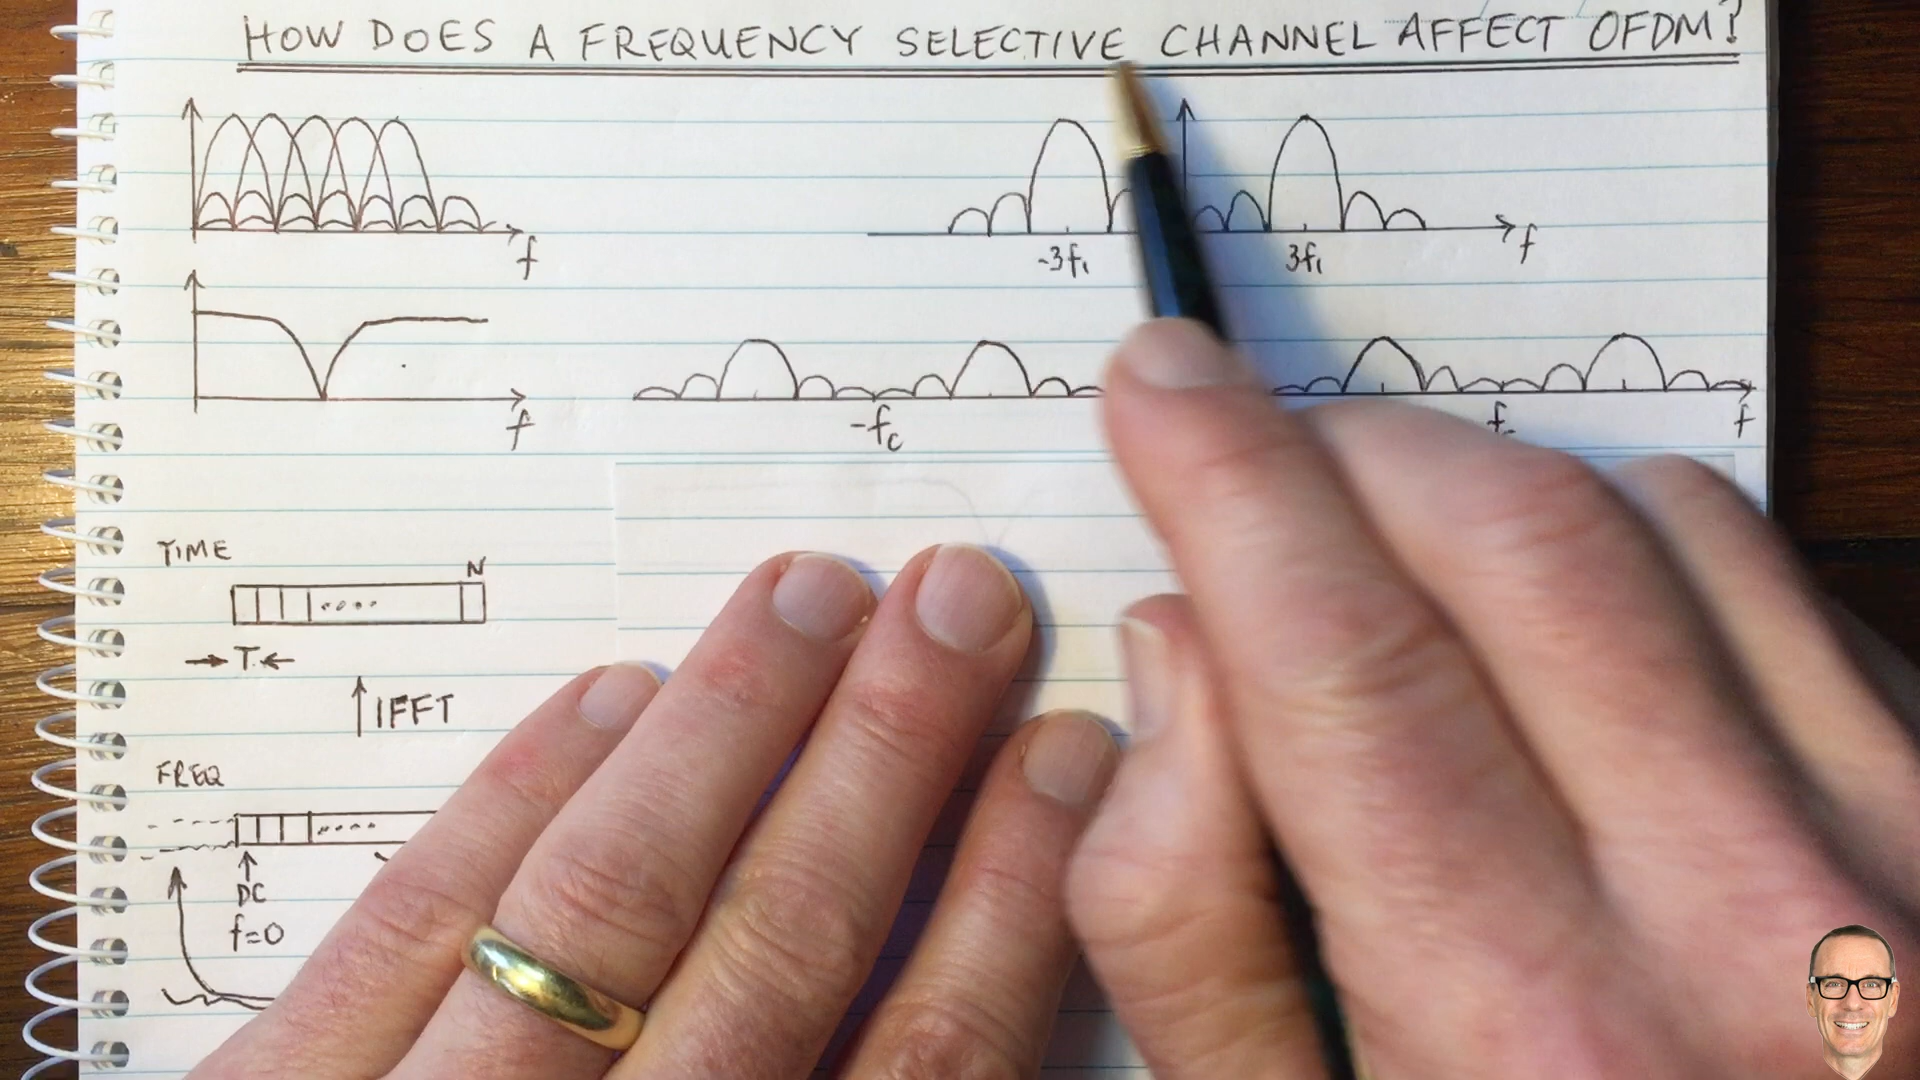 HOW DOES A FREQUENCY SELECTIVE CHANNEL AFFECT OFDM?
f
-3f₁ 3f₁ f
f
-fc f
TIME
N
T
IFFT
FREQ
DC
f=0